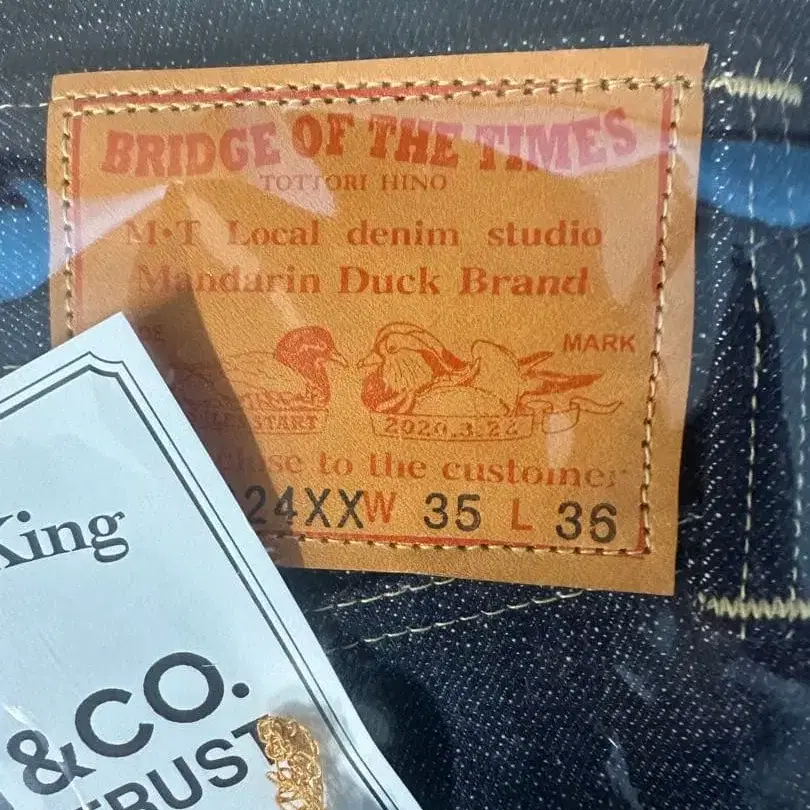 BRIDGE OF THE TIMES
TOTTORI HINO
M•T Local denim studio
Mandarin Duck Brand
MARK
START
2020.3.22
to the customer
24XX W 35 L 36
King
&CO.
TRUST